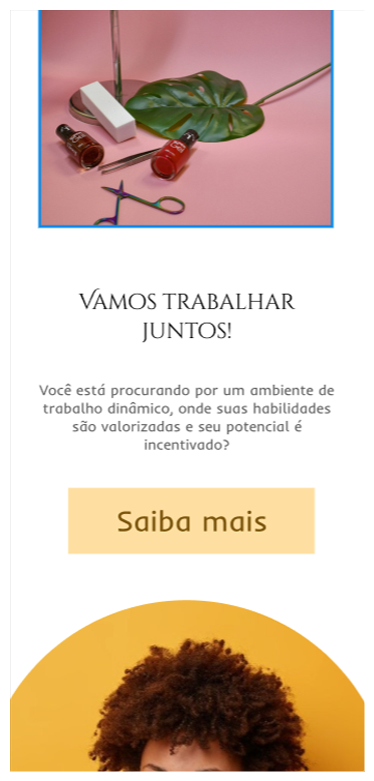 Vamos trabalhar
juntos!
Você está procurando por um ambiente de
trabalho dinâmico, onde suas habilidades
são valorizadas e seu potencial é
incentivado?
Saiba mais